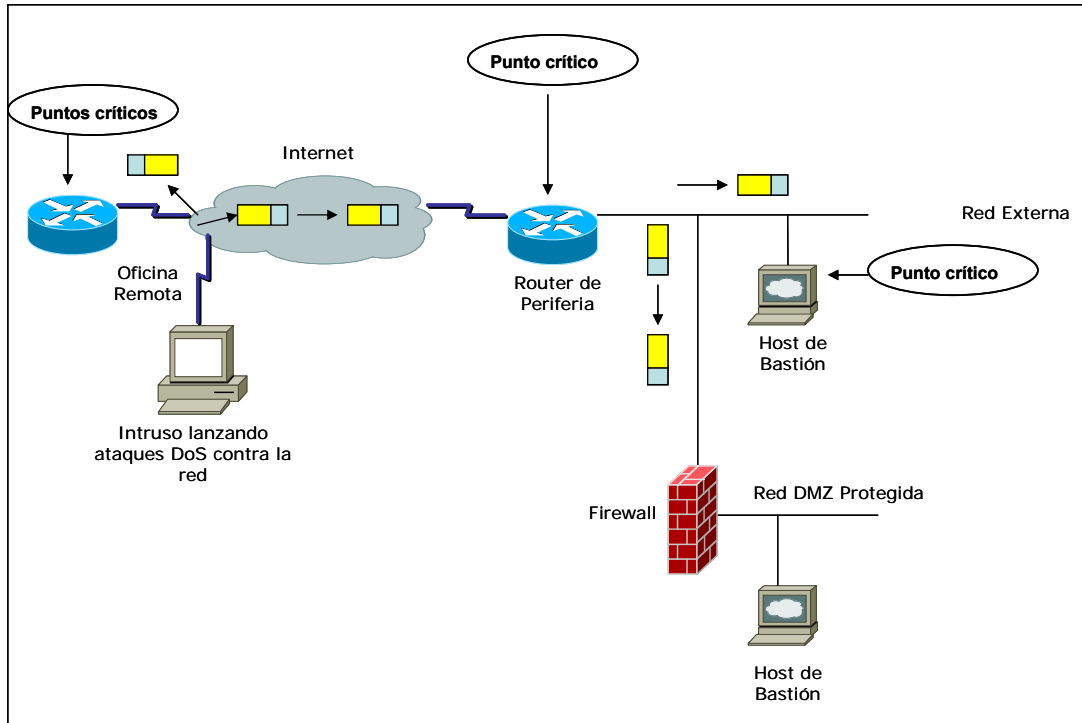 Punto crítico
Puntos críticos
Internet
Red Externa
Oficina
Remota
Router de
Periferia
Punto crítico
Host de
Bastión
Intruso lanzando
ataques DoS contra la
red
Red DMZ Protegida
Firewall
Host de
Bastión